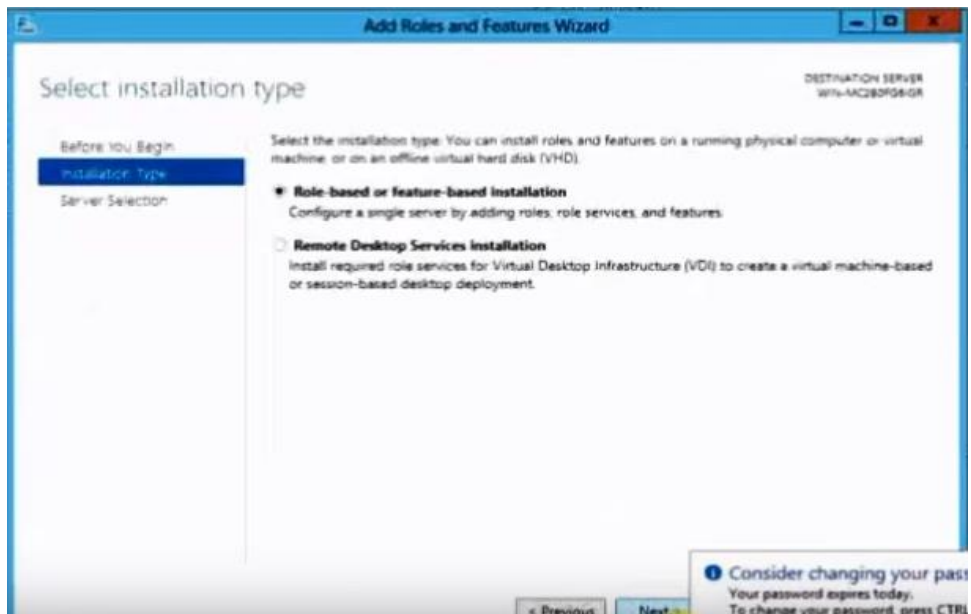 Add Roles and Features Wizard
Select installation type
DESTINATION SERVER
Before You Begin
Installation Type
Server Selection
Select the installation type. You can install roles and features on a running physical computer or virtual
machine, or on an offline virtual hard disk (VHD).
Role-based or feature-based installation
Configure a single server by adding roles, role services, and features.
Remote Desktop Services installation
Install required role services for Virtual Desktop Infrastructure (VDI) to create a virtual machine-based
or session-based desktop deployment.
< Previous
Next >
Consider changing your pass
Your password expires today.
To change your password, press CTRL